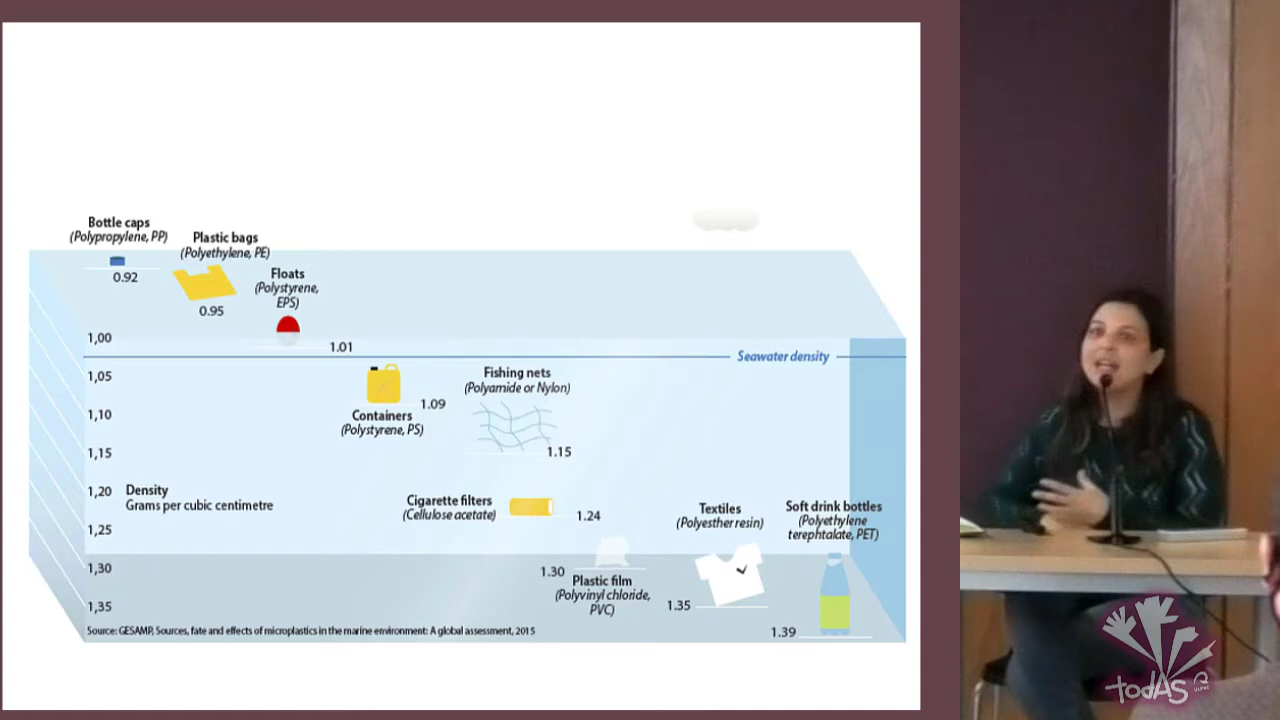 Bottle caps
(Polypropylene, PP)
0.92
Plastic bags
(Polyethylene, PE)
0.95
Floats
(Polystyrene,
EPS)
1.01
1,00
Seawater density
1,05
1,10
1,15
1,20
1,25
1,30
1,35
Containers
(Polystyrene, PS)
1.09
Fishing nets
(Polyamide or Nylon)
1.15
Density
Grams per cubic centimetre
Cigarette filters
(Cellulose acetate)
1.24
1.30
Plastic film
(Polyvinyl chloride,
PVC)
Textiles
(Polyesther resin)
1.35
Soft drink bottles
(Polyethylene
terephtalate, PET)
1.39
Source: GESAMP, Sources, fate and effects of microplastics in the marine environment: A global assessment, 2015
todAS